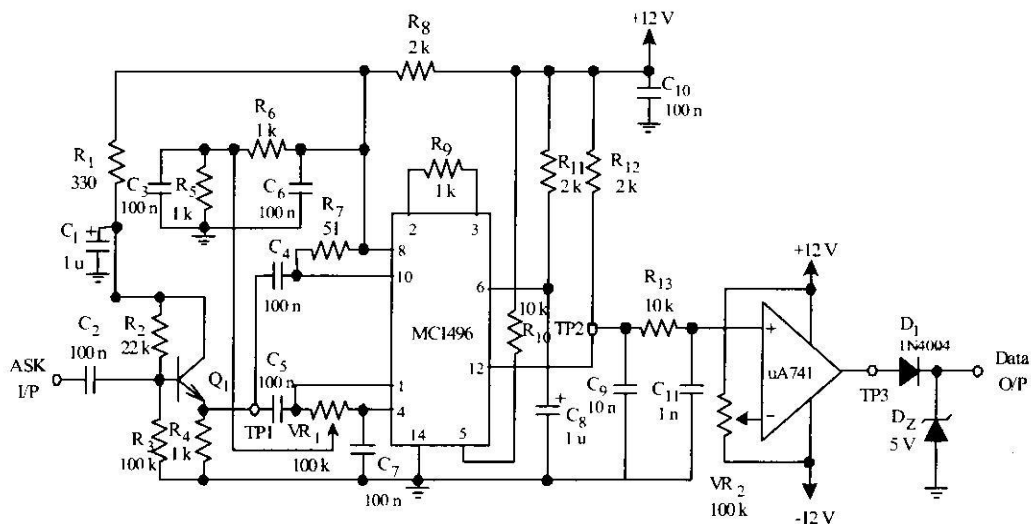 +12 V
R8
2 k
C10
100 n
R6
1 k
R9
1 k
R1
330
R11
2 k
R12
2 k
C3
100 n
R5
1 k
C6
100 n
R7
51
2
3
C1
+
1 u
8
C4
100 n
10
+12 V
6
R13
10 k
MC1496
10 k
R10
TP2
C2
100 n
R2
22 k
D1
1N4004
+
uA741
-
ASK
I/P
Q1
C5
100 n
1
12
TP3
Data
O/P
4
C9
10 n
C11
1 n
+
C8
1 u
TP1
VR1
100 k
DZ
5 V
R3
100 k
R4
1 k
C7
100 n
14
5
VR2
100 k
-12 V